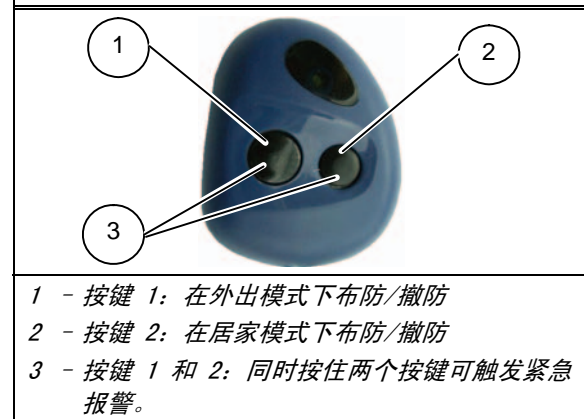 1
2
3
1 - 按键 1: 在外出模式下布防/撤防
2 - 按键 2: 在居家模式下布防/撤防
3 - 按键 1 和 2: 同时按住两个按键可触发紧急
报警。